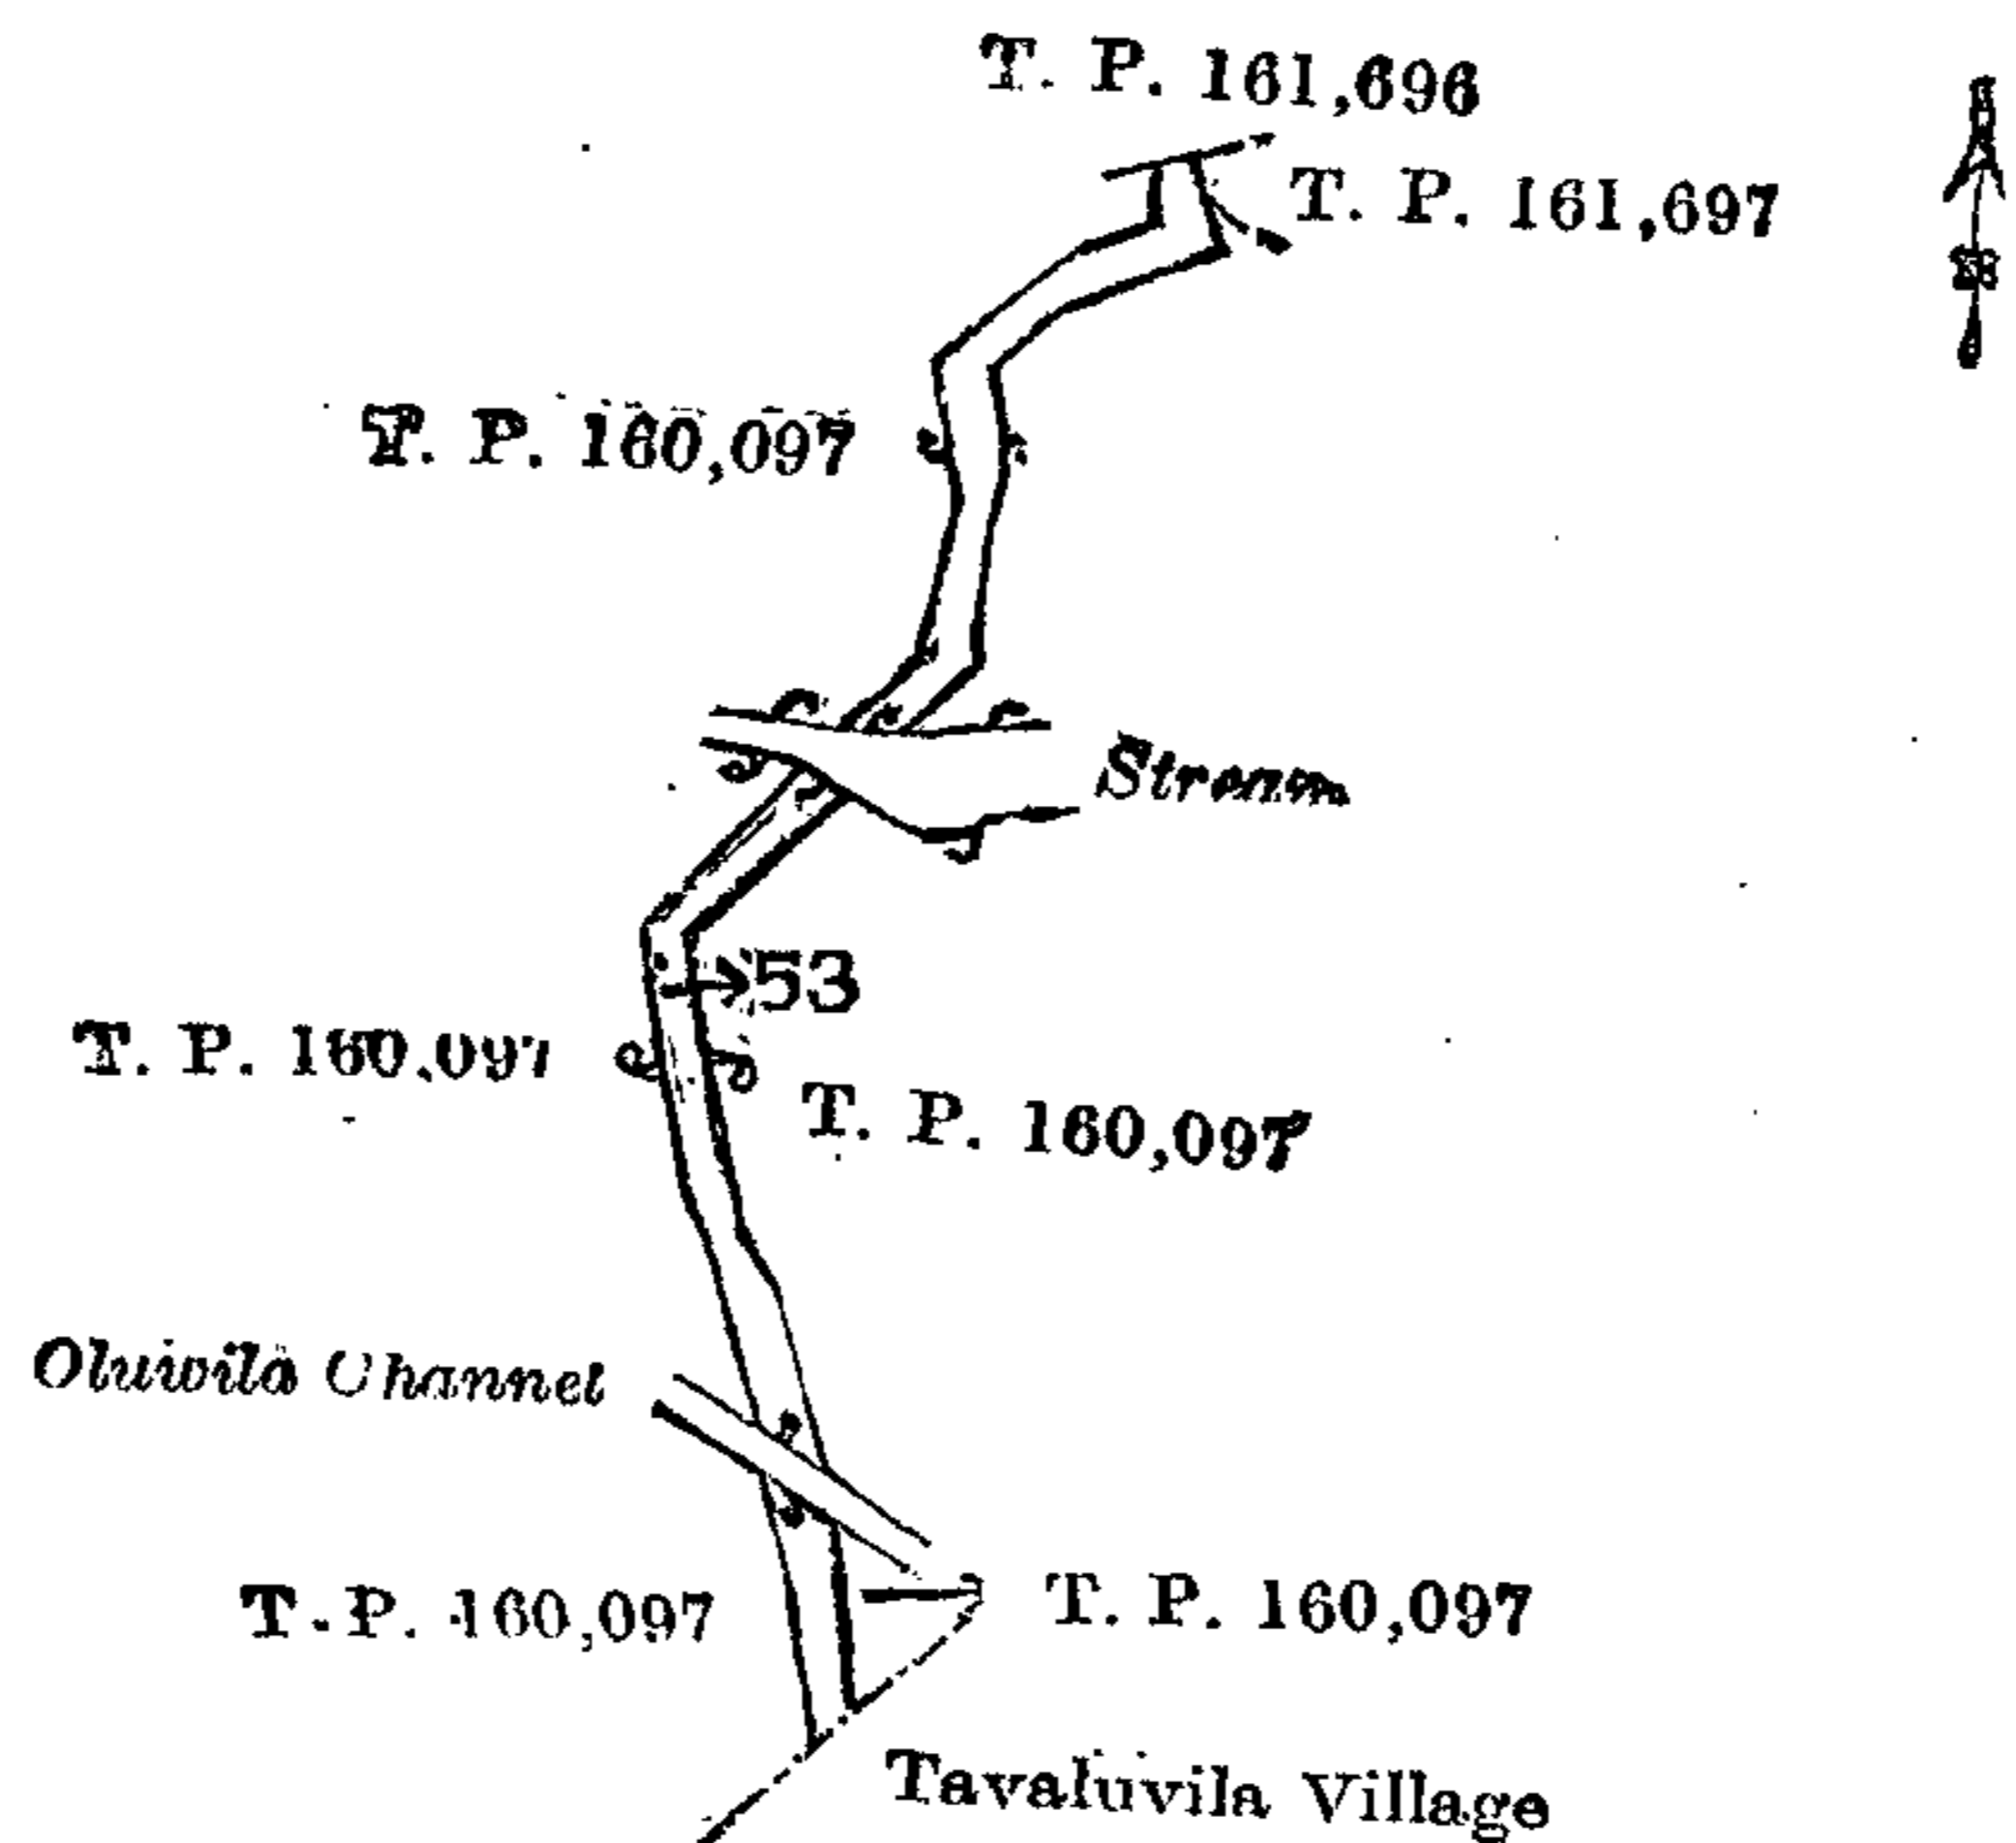 T. P. 161,696
T. P. 161,697
T. P. 160,097
Stream
53
T. P. 160,097
T. P. 160,097
Oluwila Channel
T. P. 160,097
T. P. 160,097
Tavaluvila Village